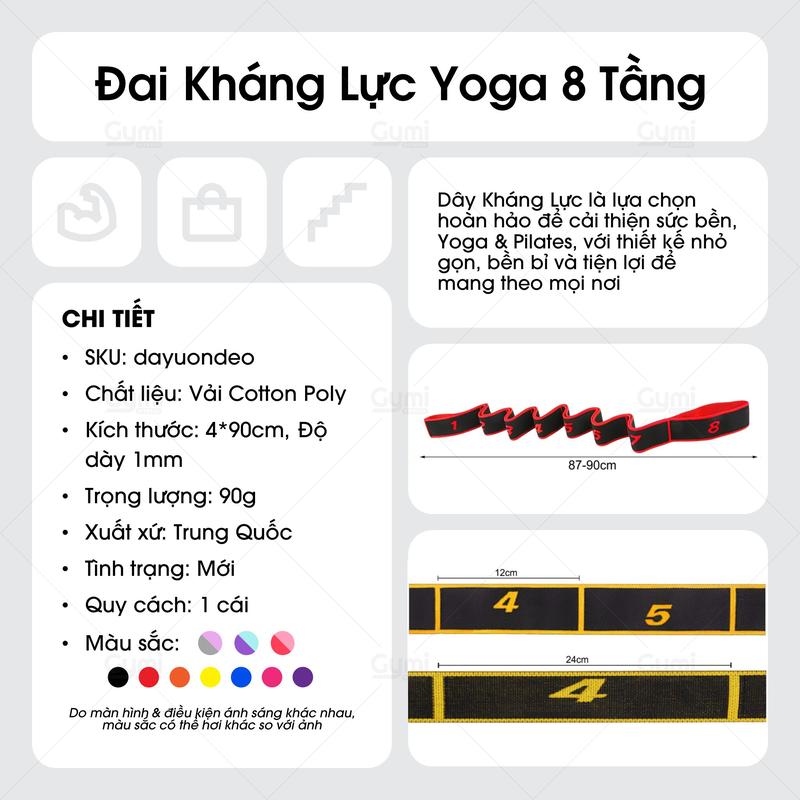 Đai Kháng Lực Yoga 8 Tầng
Dây Kháng Lực là lựa chọn
hoàn hảo để cải thiện sức bền,
Yoga & Pilates, với thiết kế nhỏ
gọn, bền bỉ và tiện lợi để
mang theo mọi nơi
CHI TIẾT
• SKU: dayuondeo
• Chất liệu: Vải Cotton Poly
• Kích thước: 4*90cm, Độ
dày 1mm
• Trọng lượng: 90g
• Xuất xứ: Trung Quốc
• Tình trạng: Mới
• Quy cách: 1 cái
• Màu sắc:
Do màn hình & điều kiện ánh sáng khác nhau,
màu sắc có thể hơi khác so với ảnh
1 2 5 7 8
87-90cm
12cm
4 5
24cm
4
Gymi